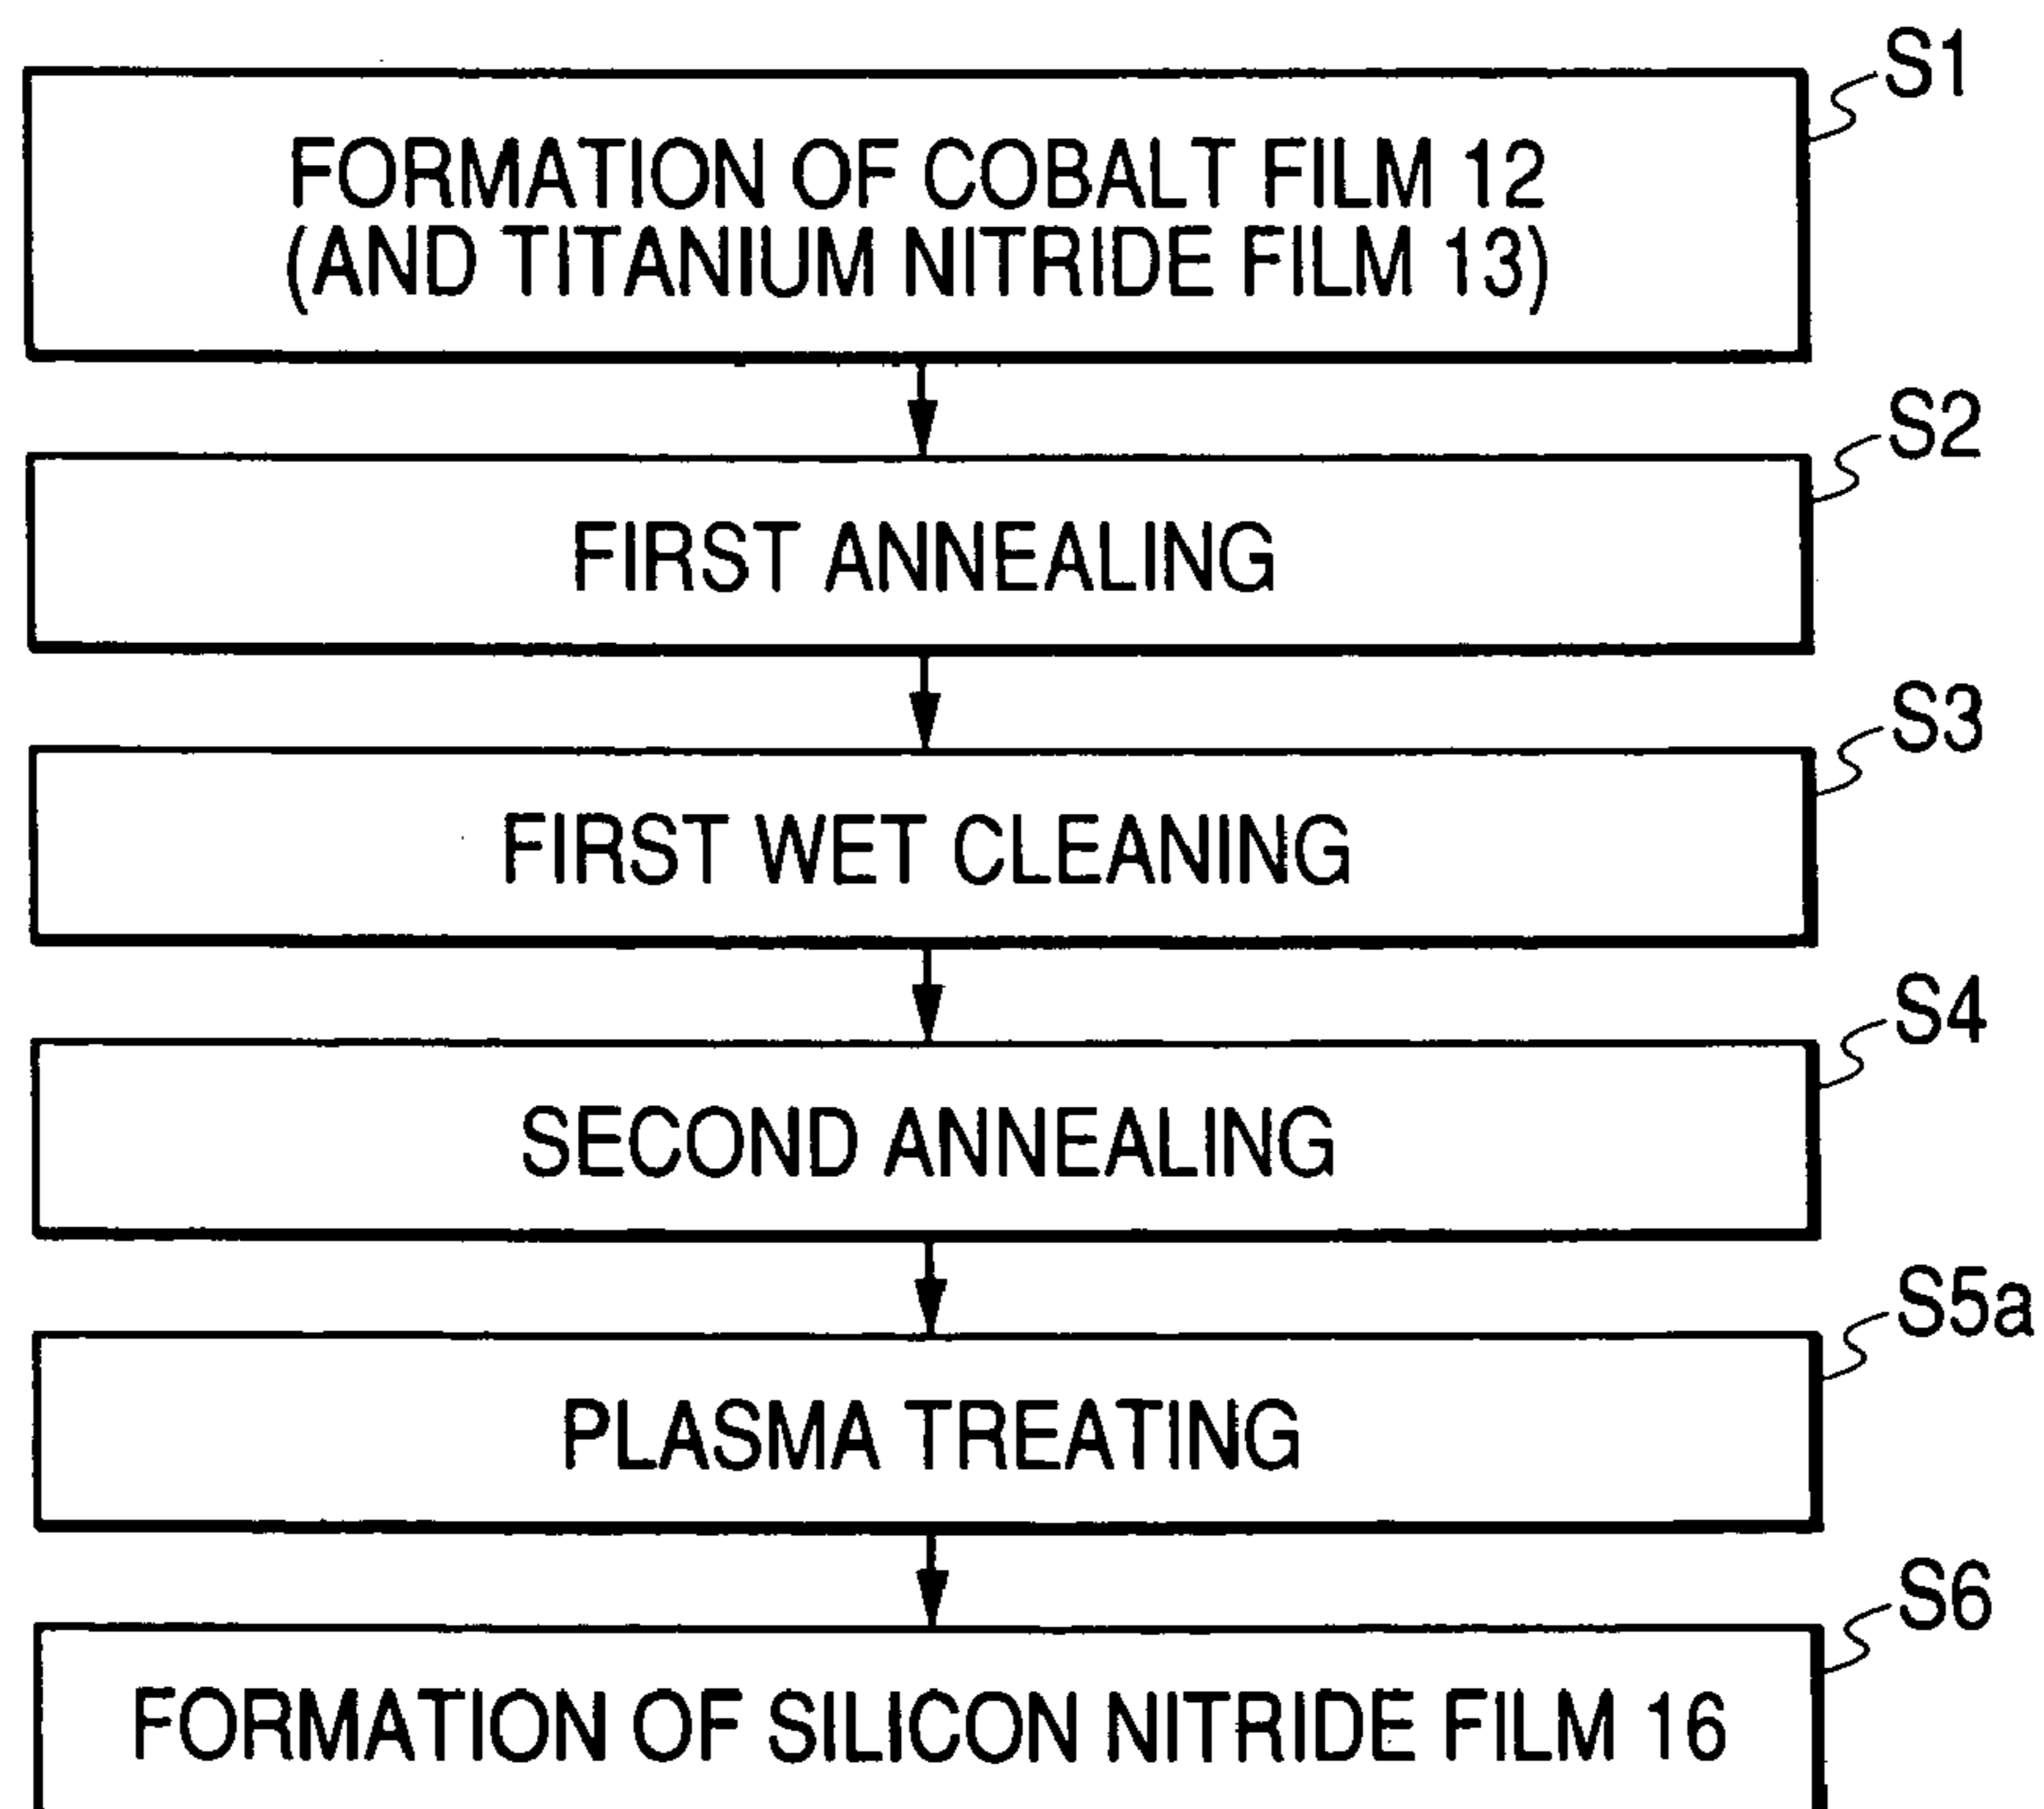 S1
FORMATION OF COBALT FILM 12
(AND TITANIUM NITRIDE FILM 13)
S2
FIRST ANNEALING
S3
FIRST WET CLEANING
S4
SECOND ANNEALING
S5a
PLASMA TREATING
S6
FORMATION OF SILICON NITRIDE FILM 16